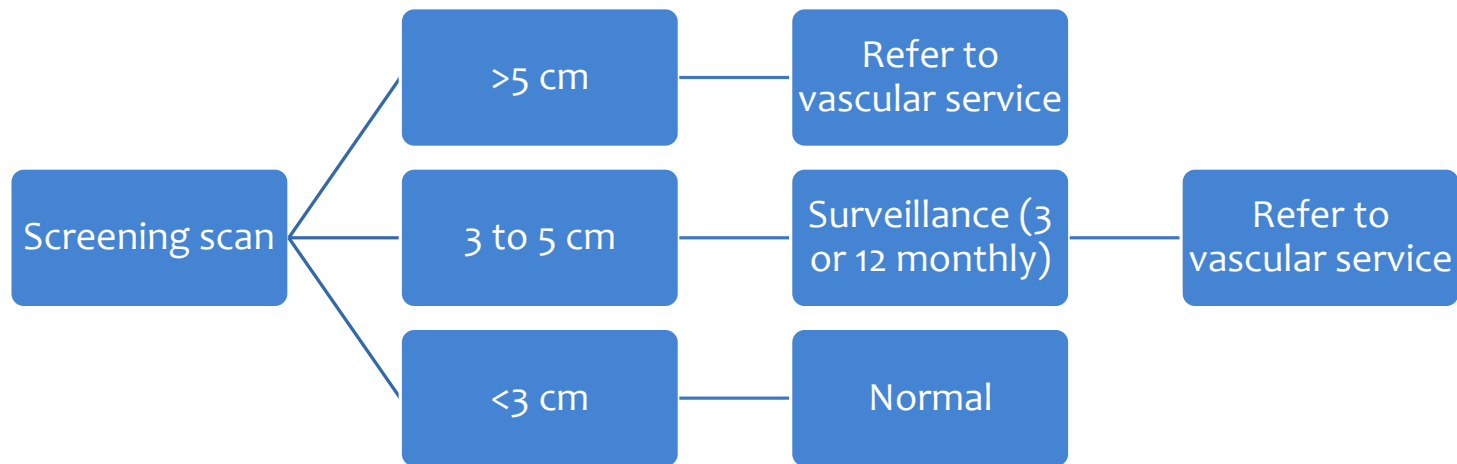 Screening scan
>5 cm
Refer to
vascular service
3 to 5 cm
Surveillance (3
or 12 monthly)
Refer to
vascular service
<3 cm
Normal